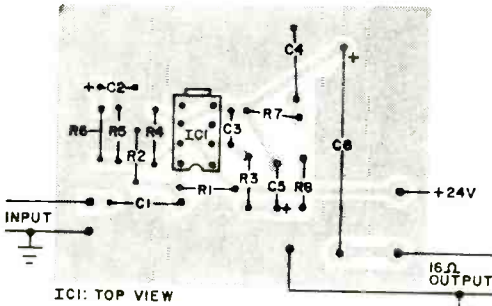 C4
+
+ C2
IC1
C3
R7
R6
R5
R2
R4
C6
R3
C5
R8
R1
C1
+
+24V
INPUT
16Ω
OUTPUT
IC1: TOP VIEW